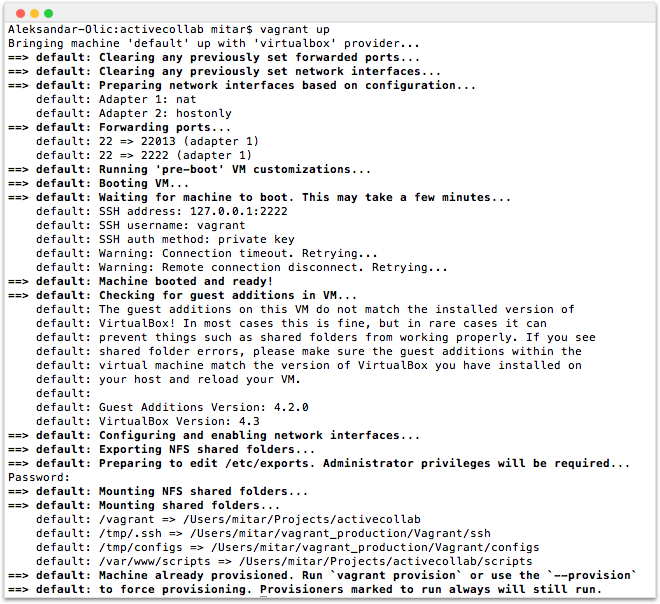 Aleksandar-Olic:activecollab mitar$ vagrant up
Bringing machine 'default' up with 'virtualbox' provider...
==> default: Clearing any previously set forwarded ports...
==> default: Clearing any previously set network interfaces...
==> default: Preparing network interfaces based on configuration...
    default: Adapter 1: nat
    default: Adapter 2: hostonly
==> default: Forwarding ports...
    default: 22 => 22013 (adapter 1)
    default: 22 => 2222 (adapter 1)
==> default: Running 'pre-boot' VM customizations...
==> default: Booting VM...
==> default: Waiting for machine to boot. This may take a few minutes...
    default: SSH address: 127.0.0.1:2222
    default: SSH username: vagrant
    default: SSH auth method: private key
    default: Warning: Connection timeout. Retrying...
    default: Warning: Remote connection disconnect. Retrying...
==> default: Machine booted and ready!
==> default: Checking for guest additions in VM...
    default: The guest additions on this VM do not match the installed version of
    default: VirtualBox! In most cases this is fine, but in rare cases it can
    default: prevent things such as shared folders from working properly. If you see
    default: shared folder errors, please make sure the guest additions within the
    default: virtual machine match the version of VirtualBox you have installed on
    default: your host and reload your VM.
    default:
    default: Guest Additions Version: 4.2.0
    default: VirtualBox Version: 4.3
==> default: Configuring and enabling network interfaces...
==> default: Exporting NFS shared folders...
==> default: Preparing to edit /etc/exports. Administrator privileges will be required...
Password:
==> default: Mounting NFS shared folders...
==> default: Mounting shared folders...
    default: /vagrant => /Users/mitar/Projects/activecollab
    default: /tmp/.ssh => /Users/mitar/vagrant_production/Vagrant/ssh
    default: /tmp/configs => /Users/mitar/vagrant_production/Vagrant/configs
    default: /var/www/scripts => /Users/mitar/Projects/activecollab/scripts
==> default: Machine already provisioned. Run `vagrant provision` or use the `--provision`
==> default: to force provisioning. Provisioners marked to run always will still run.